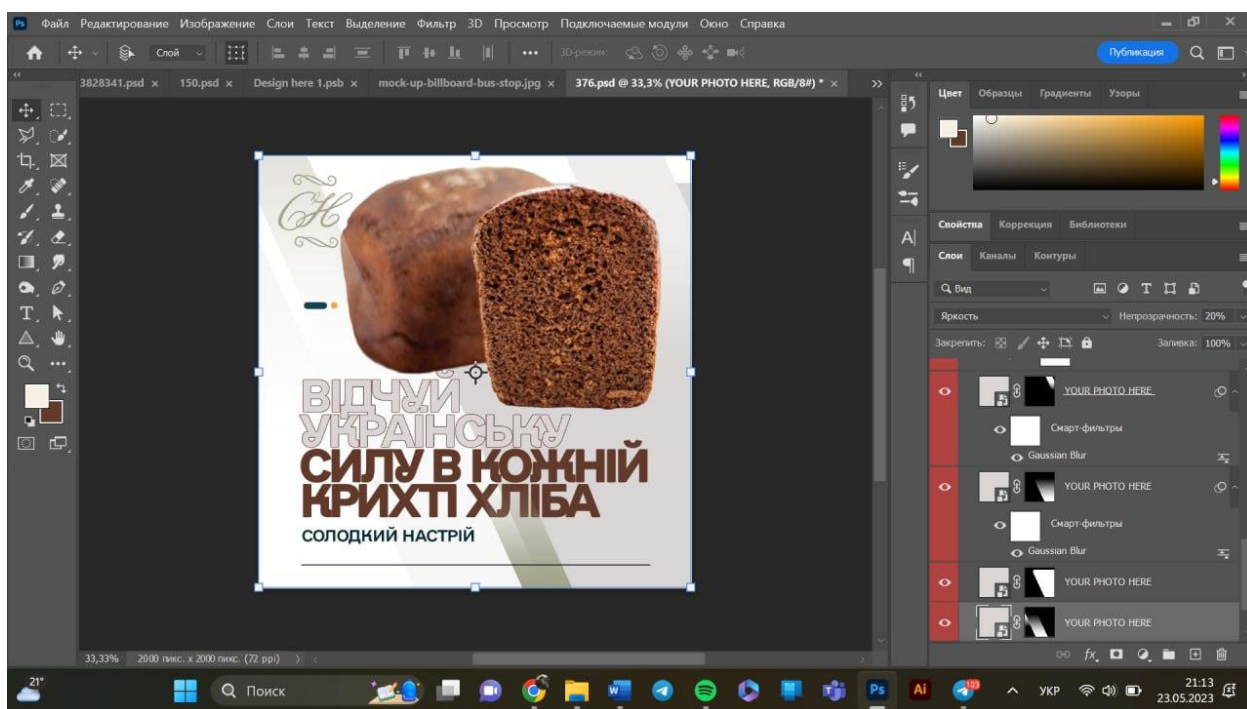 Ps Файл Редактирование Изображение Слои Текст Выделение Фильтр 3D Просмотр Подключаемые модули Окно Справка
Слой 3D-режим: Публикация
3828341.psd × 150.psd × Design here 1.psb × mock-up-billboard-bus-stop.jpg × 376.psd @ 33,3% (YOUR PHOTO HERE, RGB/8#) * ×
Цвет Образцы Градиенты Узоры
СН
ВІДЧУЙ
УКРАЇНСЬКУ
СИЛУ В КОЖНІЙ
КРИХТІ ХЛІБА
СОЛОДКИЙ НАСТРІЙ
Свойства Коррекция Библиотеки
Слои Каналы Контуры
Вид
Яркость Непрозрачность: 20%
Закрепить: Заливка: 100%
YOUR PHOTO HERE
Смарт-фильтры
Gaussian Blur
YOUR PHOTO HERE
Смарт-фильтры
Gaussian Blur
YOUR PHOTO HERE
YOUR PHOTO HERE
33,33% 2000 пикс. x 2000 пикс. (72 ppi)
21°
Поиск
Ps Ai 103 УКР 21:13
23.05.2023